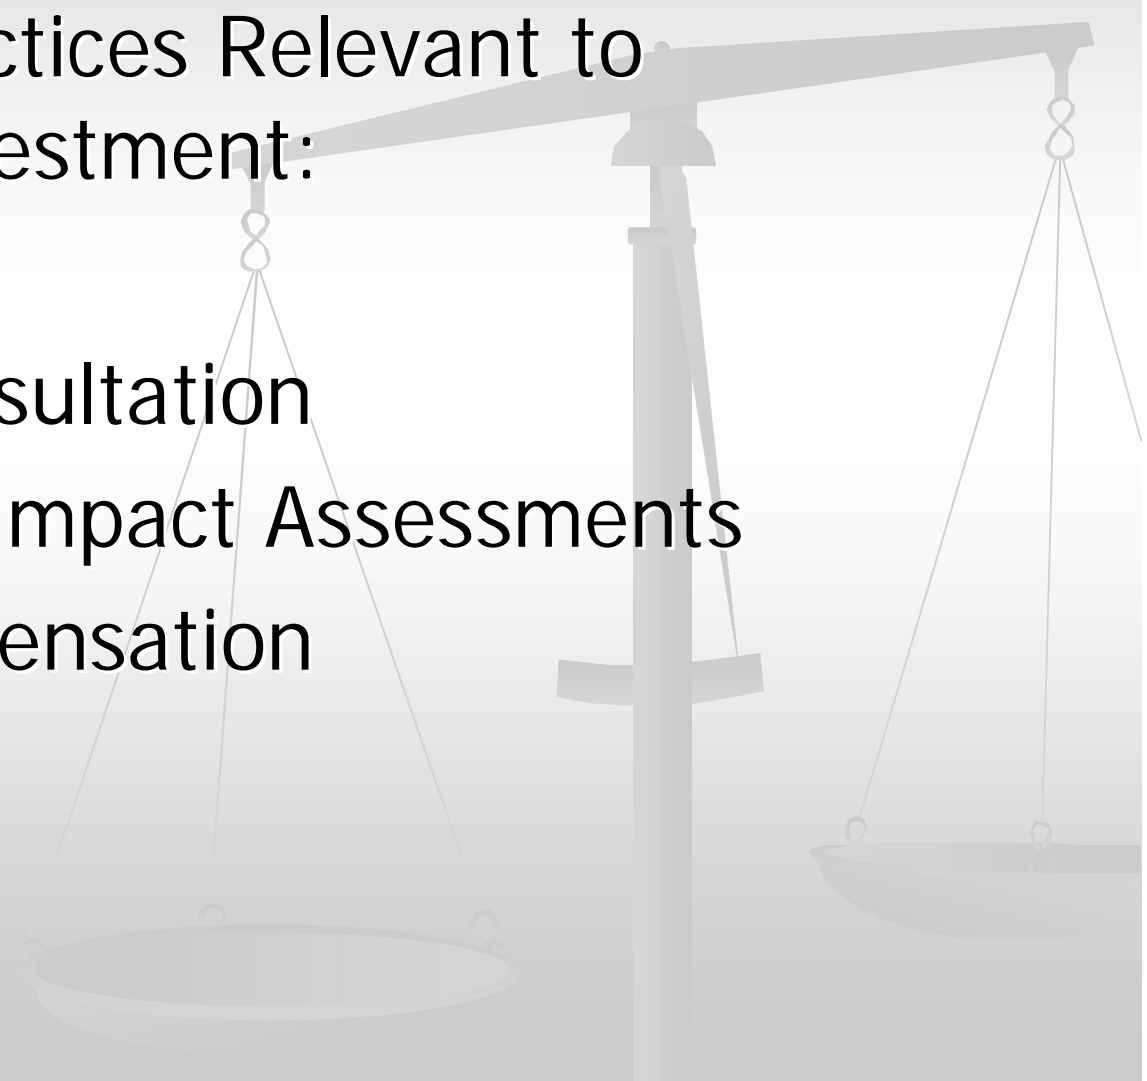 ctices Relevant to
estment:
sultation
mpact Assessments
ensation